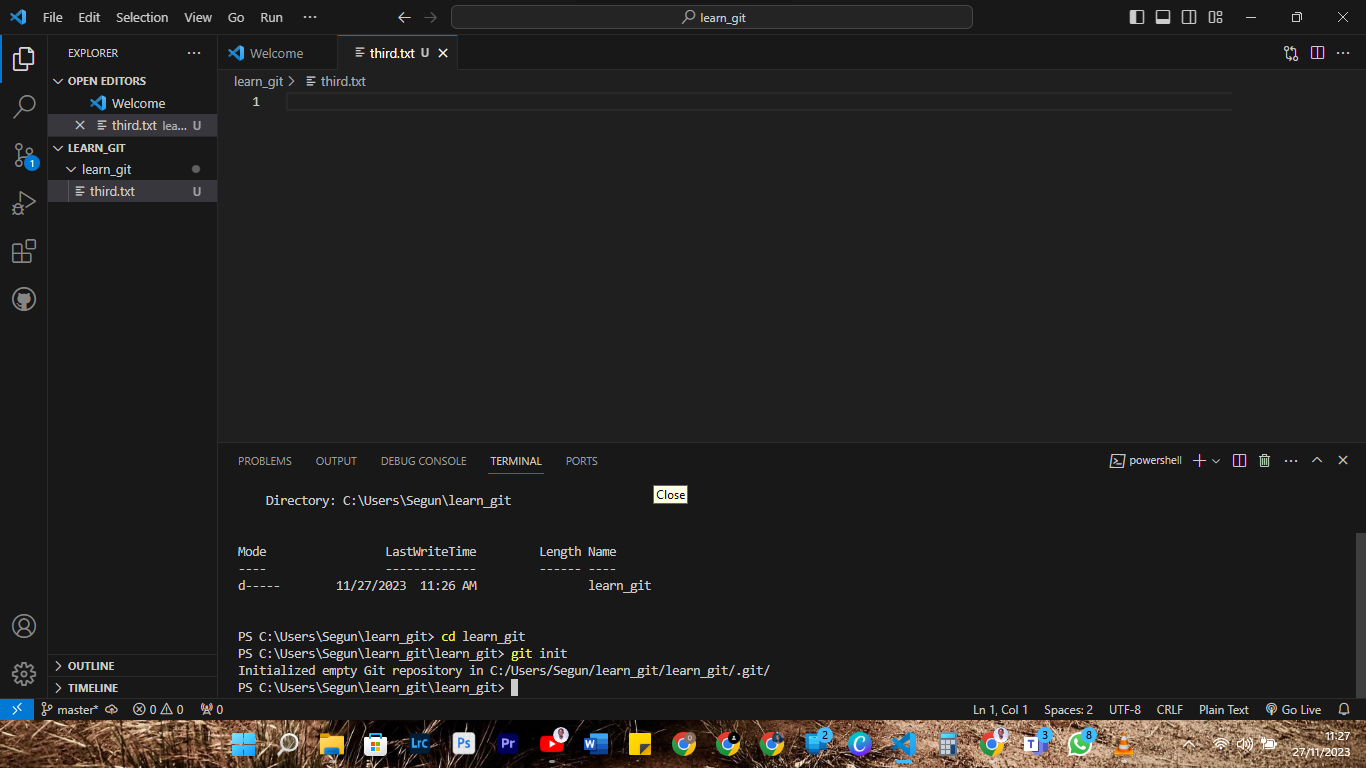 File Edit Selection View Go Run ···
learn_git
EXPLORER ···
OPEN EDITORS
Welcome
third.txt lea... U
LEARN_GIT
learn_git
third.txt U
OUTLINE
TIMELINE
Welcome
third.txt U
learn_git > third.txt
1
PROBLEMS OUTPUT DEBUG CONSOLE TERMINAL PORTS
powershell
Close
Directory: C:\Users\Segun\learn_git
Mode LastWriteTime Length Name
---- ------------- ------ ----
d----- 11/27/2023 11:26 AM learn_git
PS C:\Users\Segun\learn_git> cd learn_git
PS C:\Users\Segun\learn_git\learn_git> git init
Initialized empty Git repository in C:/Users/Segun/learn_git/learn_git/.git/
PS C:\Users\Segun\learn_git\learn_git>
1
master* 0 0 0
Ln 1, Col 1 Spaces: 2 UTF-8 CRLF Plain Text Go Live
Lrc Ps Pr W 2 C T 3 8
11:27
27/11/2023